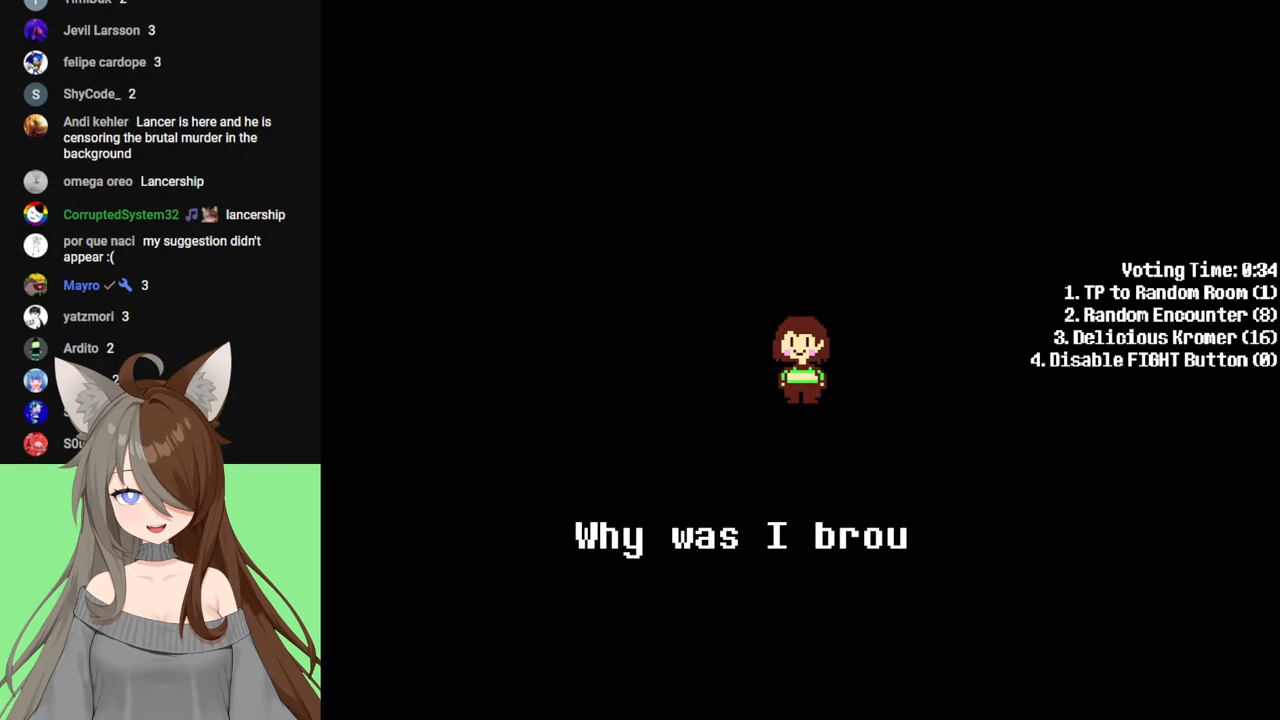 Jevil Larsson 3
felipe cardope 3
S ShyCode_ 2
Andi kehler Lancer is here and he is
censoring the brutal murder in the
background
omega oreo Lancership
CorruptedSystem32 lancership
por que naci my suggestion didn't
appear :(
Mayro 3
yatzmori 3
Ardito 2
2
Voting Time: 0:34
1. TP to Random Room (1)
2. Random Encounter (8)
3. Delicious Kromer (16)
4. Disable FIGHT Button (0)
Why was I brou